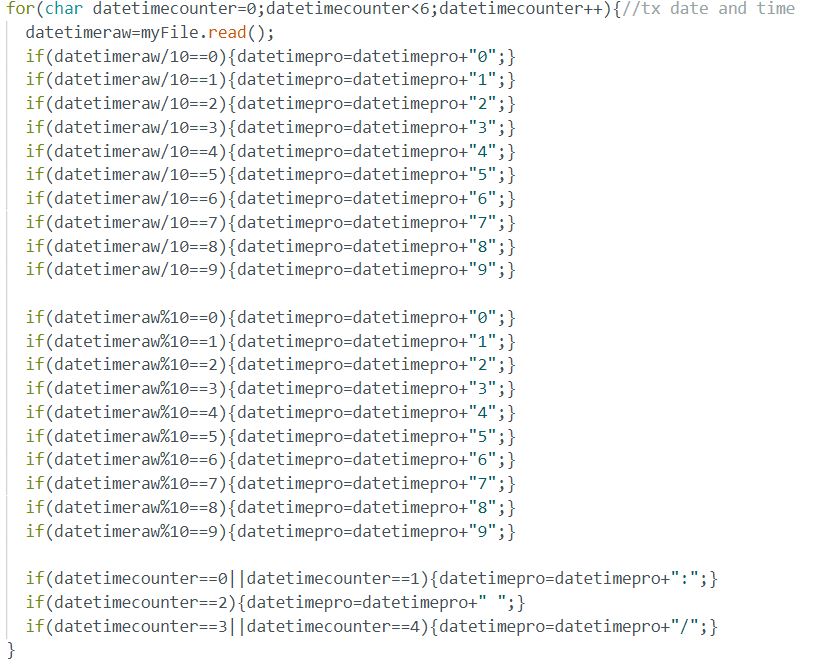 for(char datetimecounter=0;datetimecounter<6;datetimecounter++){//tx date and time
datetimeraw=myFile.read();
if(datetimeraw/10==0){datetimepro=datetimepro+"0";}
if(datetimeraw/10==1){datetimepro=datetimepro+"1";}
if(datetimeraw/10==2){datetimepro=datetimepro+"2";}
if(datetimeraw/10==3){datetimepro=datetimepro+"3";}
if(datetimeraw/10==4){datetimepro=datetimepro+"4";}
if(datetimeraw/10==5){datetimepro=datetimepro+"5";}
if(datetimeraw/10==6){datetimepro=datetimepro+"6";}
if(datetimeraw/10==7){datetimepro=datetimepro+"7";}
if(datetimeraw/10==8){datetimepro=datetimepro+"8";}
if(datetimeraw/10==9){datetimepro=datetimepro+"9";}

if(datetimeraw%10==0){datetimepro=datetimepro+"0";}
if(datetimeraw%10==1){datetimepro=datetimepro+"1";}
if(datetimeraw%10==2){datetimepro=datetimepro+"2";}
if(datetimeraw%10==3){datetimepro=datetimepro+"3";}
if(datetimeraw%10==4){datetimepro=datetimepro+"4";}
if(datetimeraw%10==5){datetimepro=datetimepro+"5";}
if(datetimeraw%10==6){datetimepro=datetimepro+"6";}
if(datetimeraw%10==7){datetimepro=datetimepro+"7";}
if(datetimeraw%10==8){datetimepro=datetimepro+"8";}
if(datetimeraw%10==9){datetimepro=datetimepro+"9";}

if(datetimecounter==0||datetimecounter==1){datetimepro=datetimepro+":";}
if(datetimecounter==2){datetimepro=datetimepro+" ";}
if(datetimecounter==3||datetimecounter==4){datetimepro=datetimepro+"/";}
}